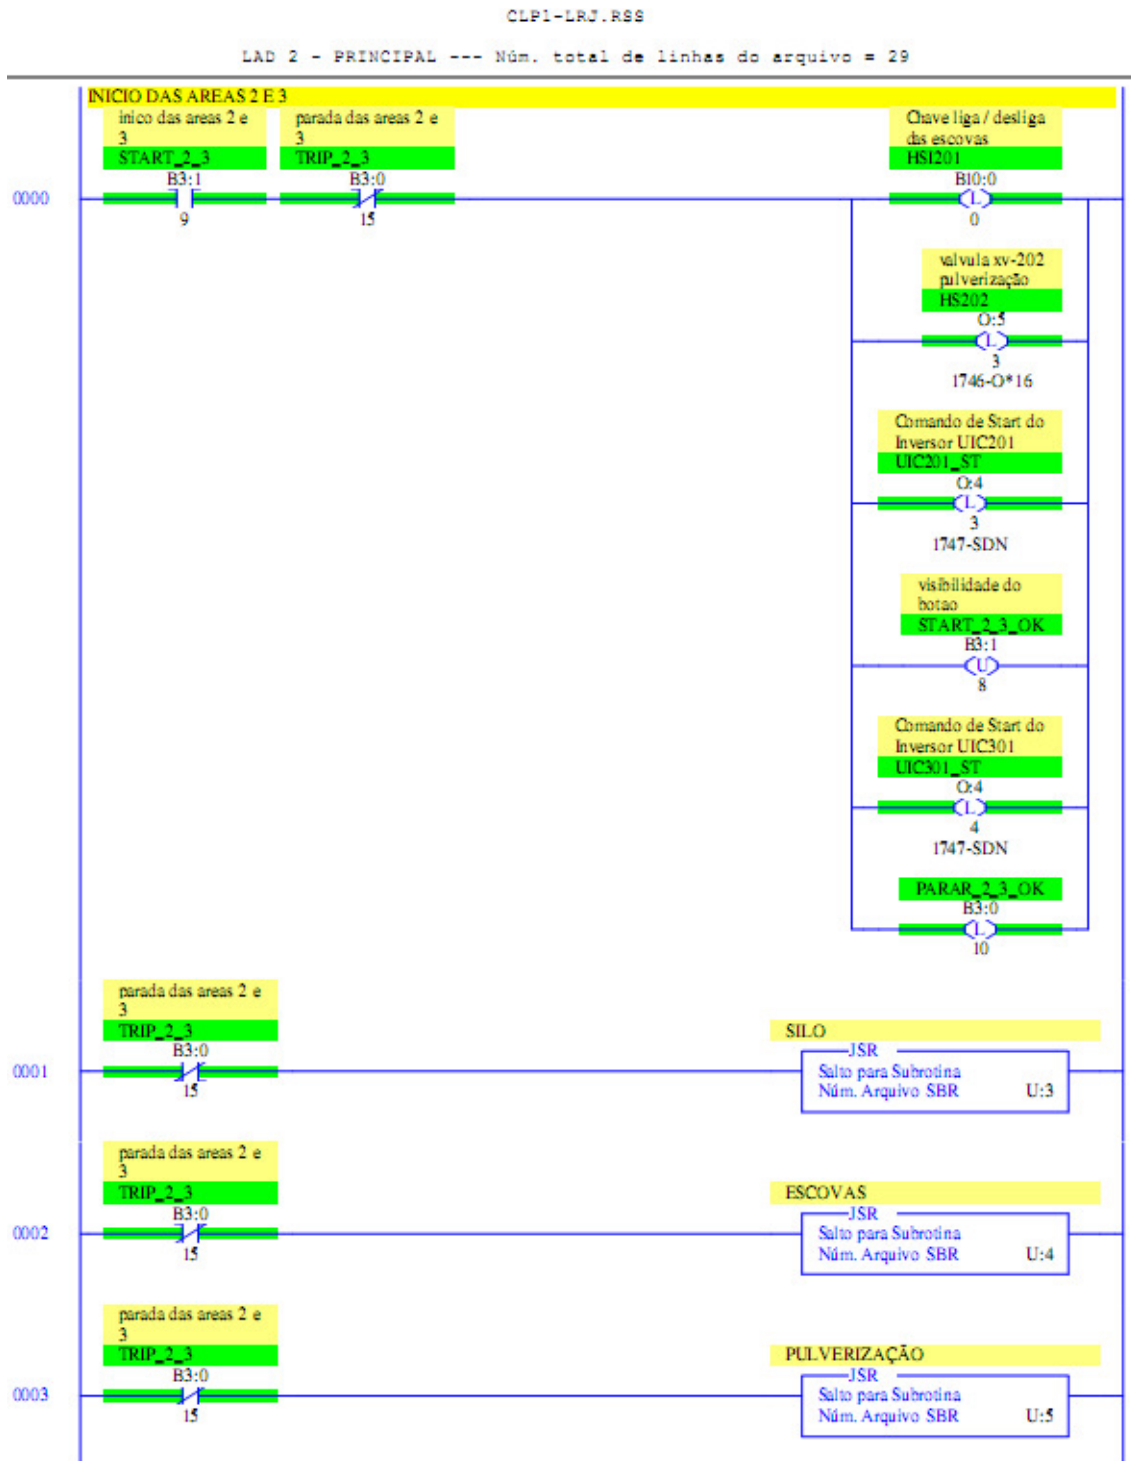 CLP1-LRJ.RSS
LAD 2 - PRINCIPAL --- Núm. total de linhas do arquivo = 29
INICIO DAS AREAS 2 E 3
inico das areas 2 e
3
START_2_3
B3:1
9
parada das areas 2 e
3
TRIP_2_3
B3:0
15
Chave liga / desliga
das escovas
HSI201
B10:0
L
0
0000
valvula xv-202
pulverização
HS202
O:5
L
3
1746-O*16
Comando de Start do
Inversor UIC201
UIC201_ST
O:4
L
3
1747-SDN
visibilidade do
botao
START_2_3_OK
B3:1
U
8
Comando de Start do
Inversor UIC301
UIC301_ST
O:4
L
4
1747-SDN
PARAR_2_3_OK
B3:0
L
10
parada das areas 2 e
3
TRIP_2_3
B3:0
15
0001
SILO
JSR
Salto para Subrotina
Núm. Arquivo SBR U:3
parada das areas 2 e
3
TRIP_2_3
B3:0
15
0002
ESCOVAS
JSR
Salto para Subrotina
Núm. Arquivo SBR U:4
parada das areas 2 e
3
TRIP_2_3
B3:0
15
0003
PULVERIZAÇÃO
JSR
Salto para Subrotina
Núm. Arquivo SBR U:5